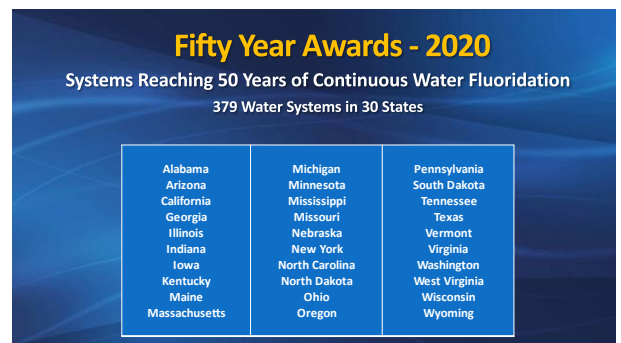 Fifty Year Awards - 2020
Systems Reaching 50 Years of Continuous Water Fluoridation
379 Water Systems in 30 States
Alabama
Arizona
California
Georgia
Illinois
Indiana
Iowa
Kentucky
Maine
Massachusetts
Michigan
Minnesota
Mississippi
Missouri
Nebraska
New York
North Carolina
North Dakota
Ohio
Oregon
Pennsylvania
South Dakota
Tennessee
Texas
Vermont
Virginia
Washington
West Virginia
Wisconsin
Wyoming